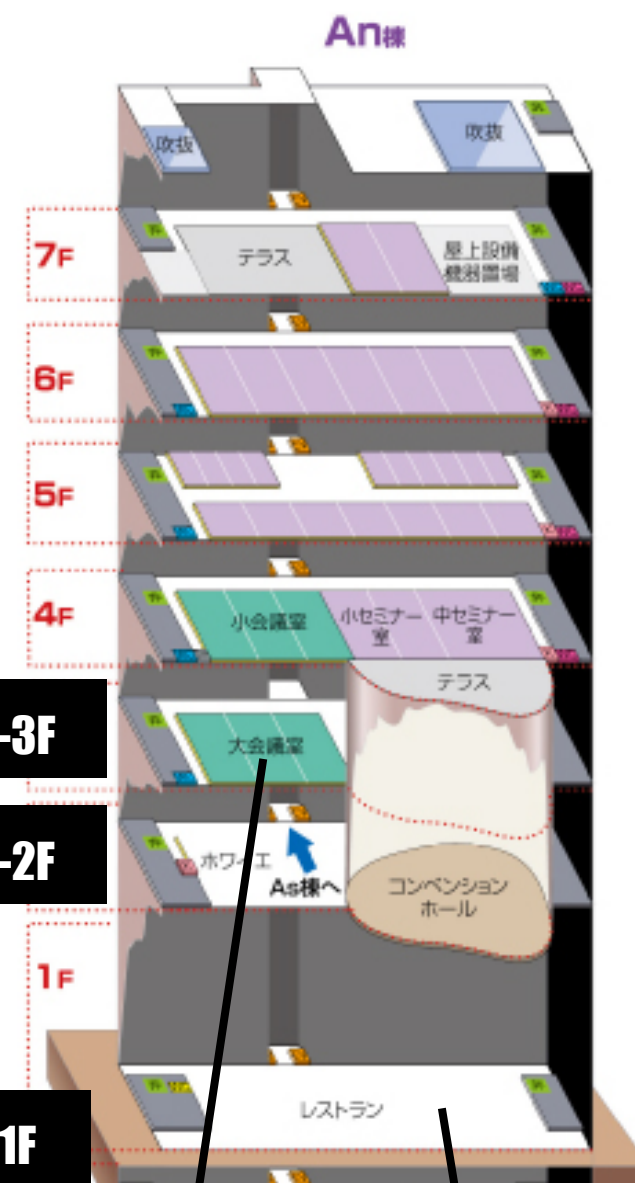 An棟
吹抜
吹抜
7F
テラス
屋上設備
機器置場
6F
5F
4F
小会議室
小セミナー
室
中セミナー
室
テラス
-3F
大会議室
-2F
ホワイエ
As棟へ
コンベンション
ホール
1F
レストラン
1F